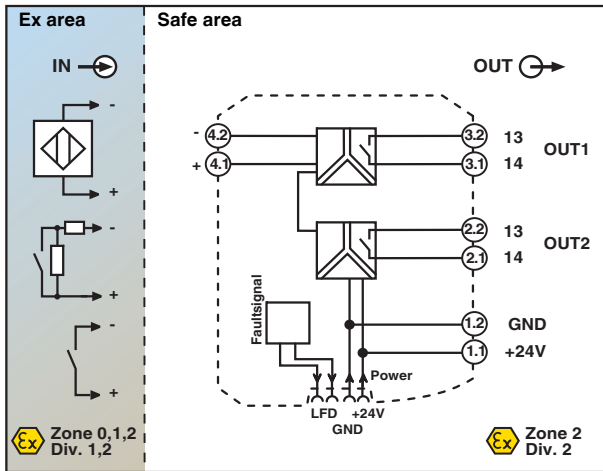 Ex area
Safe area
IN
OUT
-
+
-
+
-
+
- 4.2
+ 4.1
3.2 13
OUT1
3.1 14
2.2 13
OUT2
2.1 14
1.2 GND
1.1 +24V
Faultsignal
Power
LFD +24V
GND
Ex Zone 0,1,2
Div. 1,2
Ex Zone 2
Div. 2